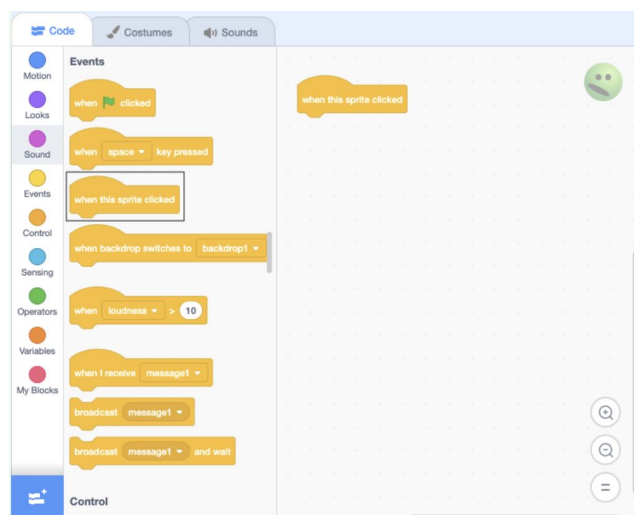 Code
Costumes
Sounds
Motion
Looks
Sound
Events
Control
Sensing
Operators
Variables
My Blocks
Events
when clicked
when space key pressed
when this sprite clicked
when backdrop switches to backdrop1
when loudness > 10
when I receive message1
broadcast message1
broadcast message1 and wait
Control
when this sprite clicked